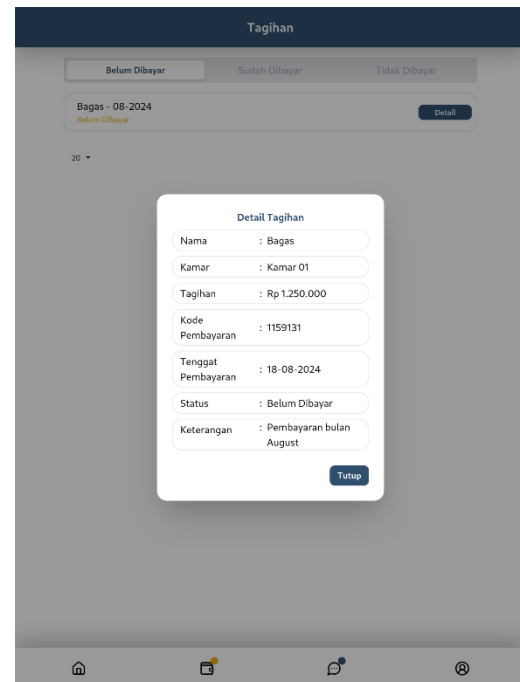 Tagihan
Belum Dibayar
Sudah Dibayar
Tidak Dibayar
Bagas - 08-2024
Belum Dibayar
Detail
20
Detail Tagihan
Nama : Bagas
Kamar : Kamar 01
Tagihan : Rp 1.250.000
Kode
Pembayaran : 1159131
Tenggat
Pembayaran : 18-08-2024
Status : Belum Dibayar
Keterangan : Pembayaran bulan
August
Tutup